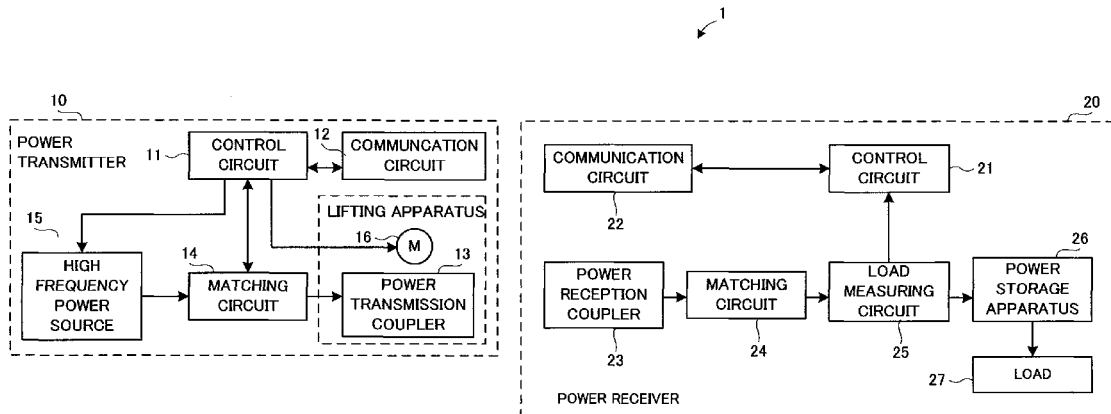 1
10
20
POWER
TRANSMITTER
11
CONTROL
CIRCUIT
12
COMMUNCATION
CIRCUIT
LIFTING APPARATUS
16
M
15
HIGH
FREQUENCY
POWER
SOURCE
14
MATCHING
CIRCUIT
13
POWER
TRANSMISSION
COUPLER
COMMUNICATION
CIRCUIT
22
CONTROL
CIRCUIT
21
POWER
RECEPTION
COUPLER
23
MATCHING
CIRCUIT
24
LOAD
MEASURING
CIRCUIT
25
26
POWER
STORAGE
APPARATUS
27
LOAD
POWER RECEIVER